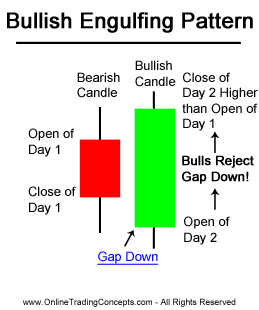 Bullish Engulfing Pattern
Bearish
Candle
Bullish
Candle
Close of
Day 2 Higher
than Open of
Day 1
Open of
Day 1
Bulls Reject
Gap Down!
Close of
Day 1
Open of
Day 2
Gap Down
www.OnlineTradingConcepts.com - All Rights Reserved